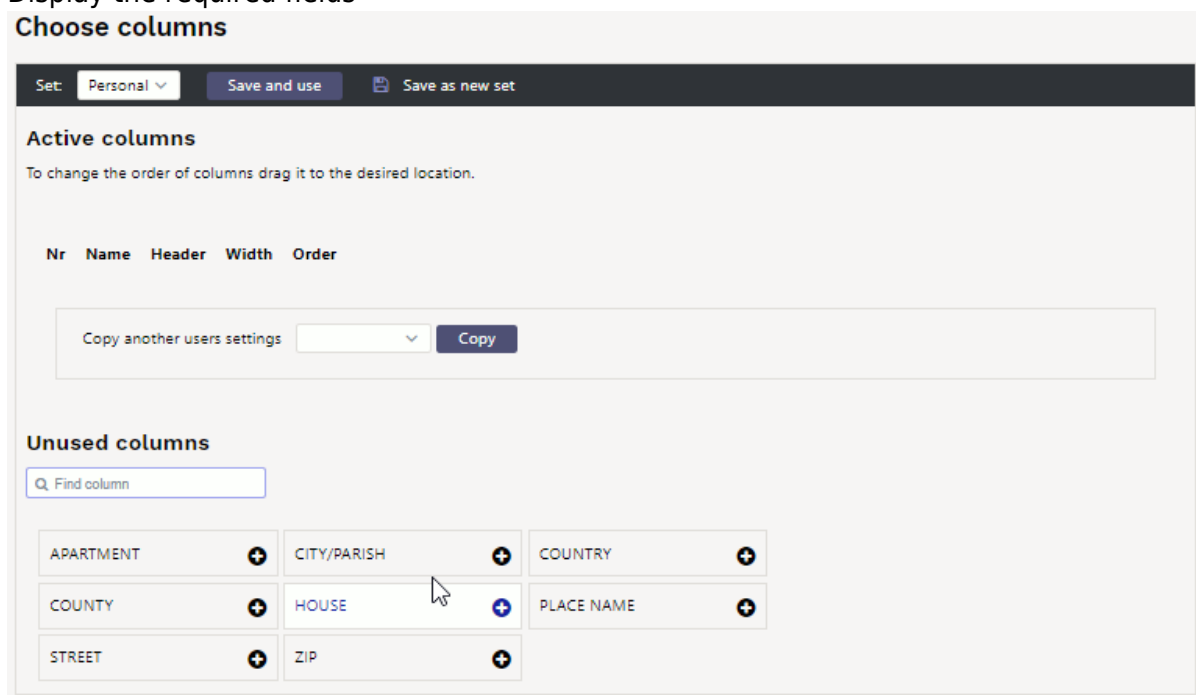 Display the required fields
Choose columns
Set: Personal Save and use Save as new set
Active columns
To change the order of columns drag it to the desired location.
Nr Name Header Width Order
Copy another users settings Copy
Unused columns
Find column
APARTMENT CITY/PARISH COUNTRY
COUNTY HOUSE PLACE NAME
STREET ZIP